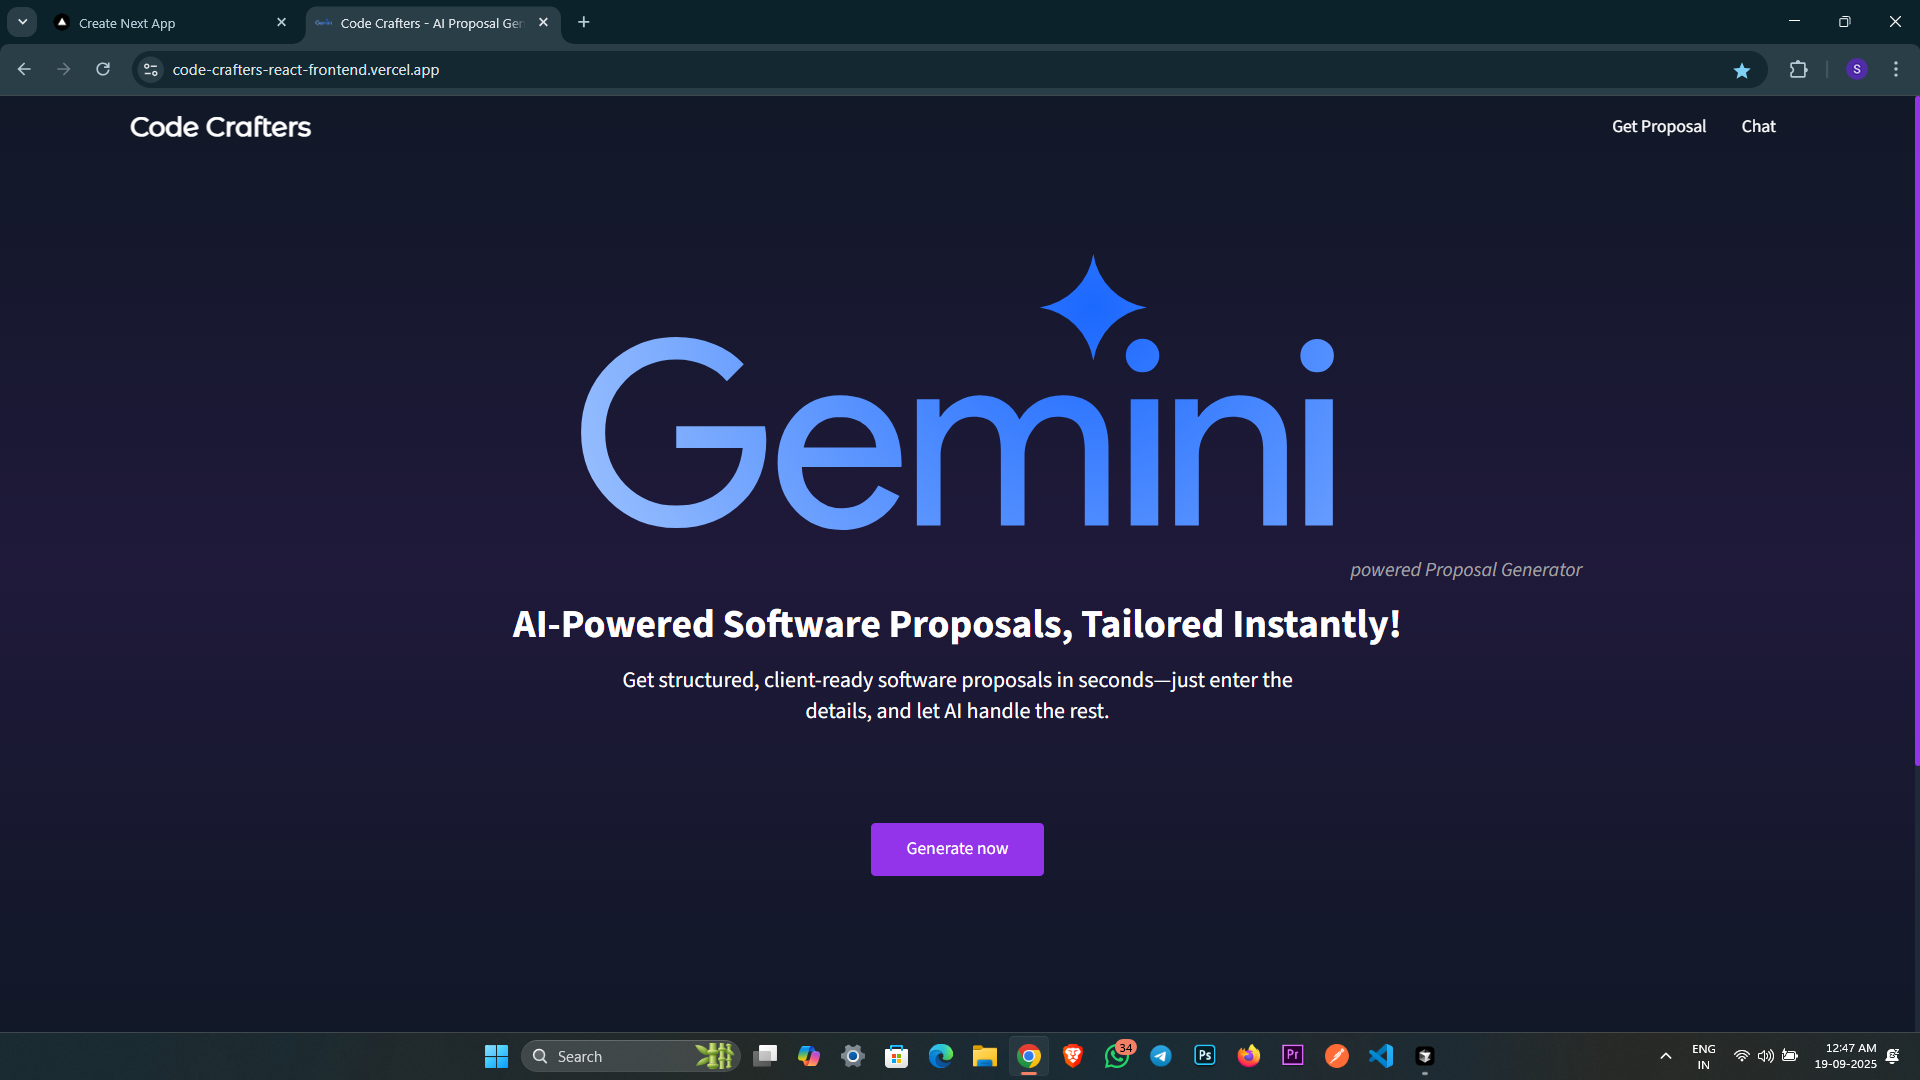 Create Next App
Code Crafters - AI Proposal Gen
code-crafters-react-frontend.vercel.app
S
Code Crafters
Get Proposal
Chat
Gemini
powered Proposal Generator
AI-Powered Software Proposals, Tailored Instantly!
Get structured, client-ready software proposals in seconds—just enter the
details, and let AI handle the rest.
Generate now
Search
34
Ps
Pr
ENG
IN
12:47 AM
19-09-2025